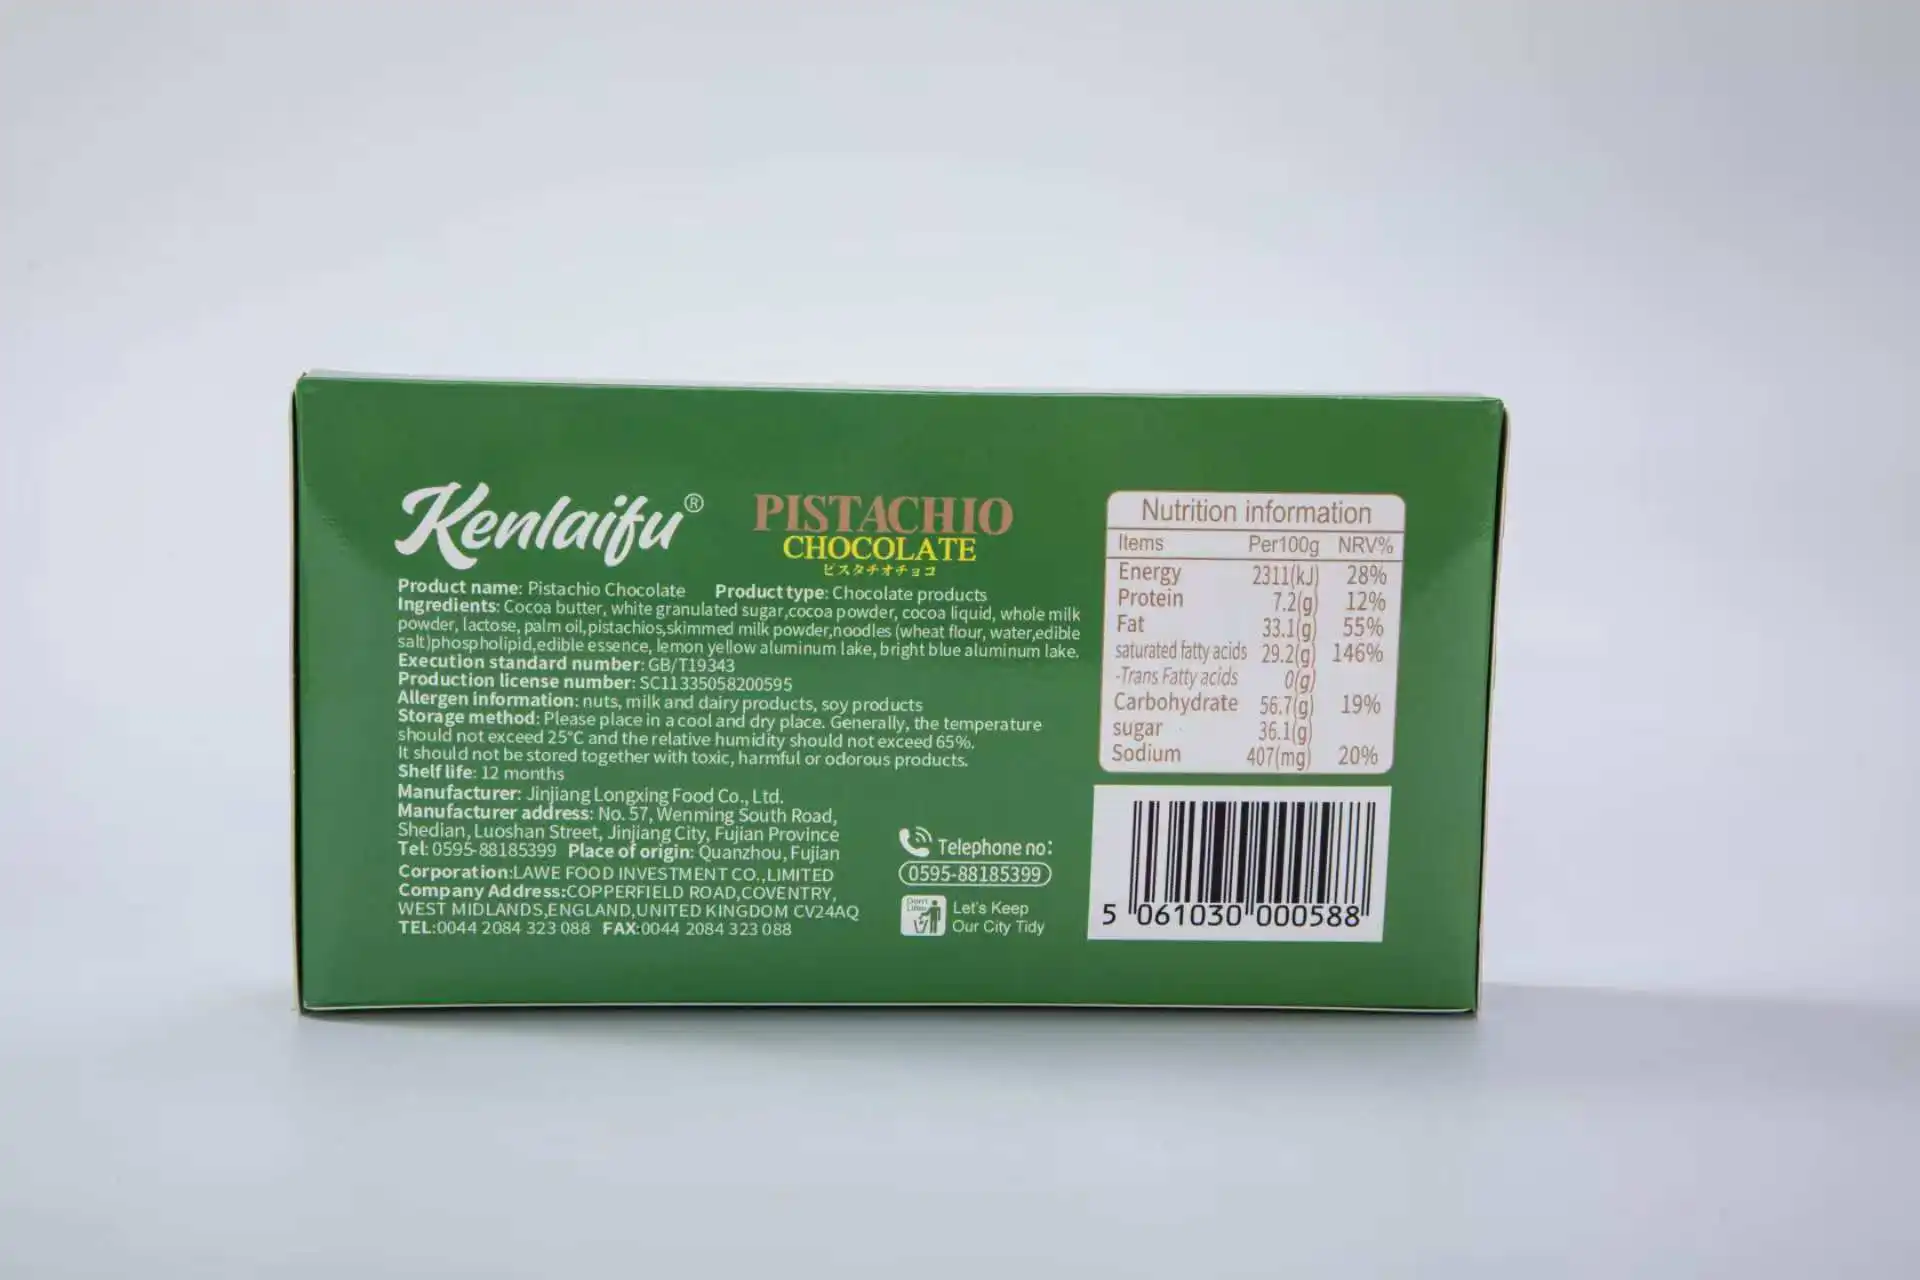 Kenlaifu®
PISTACHIO
CHOCOLATE
ピスタチオチョコ
Product name: Pistachio Chocolate Product type: Chocolate products
Ingredients: Cocoa butter, white granulated sugar,cocoa powder, cocoa liquid, whole milk
powder, lactose, palm oil,pistachios,skimmed milk powder,noodles (wheat flour, water,edible
salt)phospholipid,edible essence, lemon yellow aluminum lake, bright blue aluminum lake.
Execution standard number: GB/T19343
Production license number: SC11335058200595
Allergen information: nuts, milk and dairy products, soy products
Storage method: Please place in a cool and dry place. Generally, the temperature
should not exceed 25°C and the relative humidity should not exceed 65%.
It should not be stored together with toxic, harmful or odorous products.
Shelf life: 12 months
Manufacturer: Jinjiang Longxing Food Co., Ltd.
Manufacturer address: No. 57, Wenming South Road,
Shedian, Luoshan Street, Jinjiang City, Fujian Province
Tel: 0595-88185399 Place of origin: Quanzhou, Fujian
Corporation:LAWE FOOD INVESTMENT CO.,LIMITED
Company Address:COPPERFIELD ROAD,COVENTRY,
WEST MIDLANDS,ENGLAND,UNITED KINGDOM CV24AQ
TEL:0044 2084 323 088 FAX:0044 2084 323 088
Telephone no:
0595-88185399
Don't
Litter
Let's Keep
Our City Tidy
Nutrition information
Items Per100g NRV%
Energy 2311(kJ) 28%
Protein 7.2(g) 12%
Fat 33.1(g) 55%
saturated fatty acids 29.2(g) 146%
-Trans Fatty acids 0(g)
Carbohydrate 56.7(g) 19%
sugar 36.1(g)
Sodium 407(mg) 20%
5 061030 000588